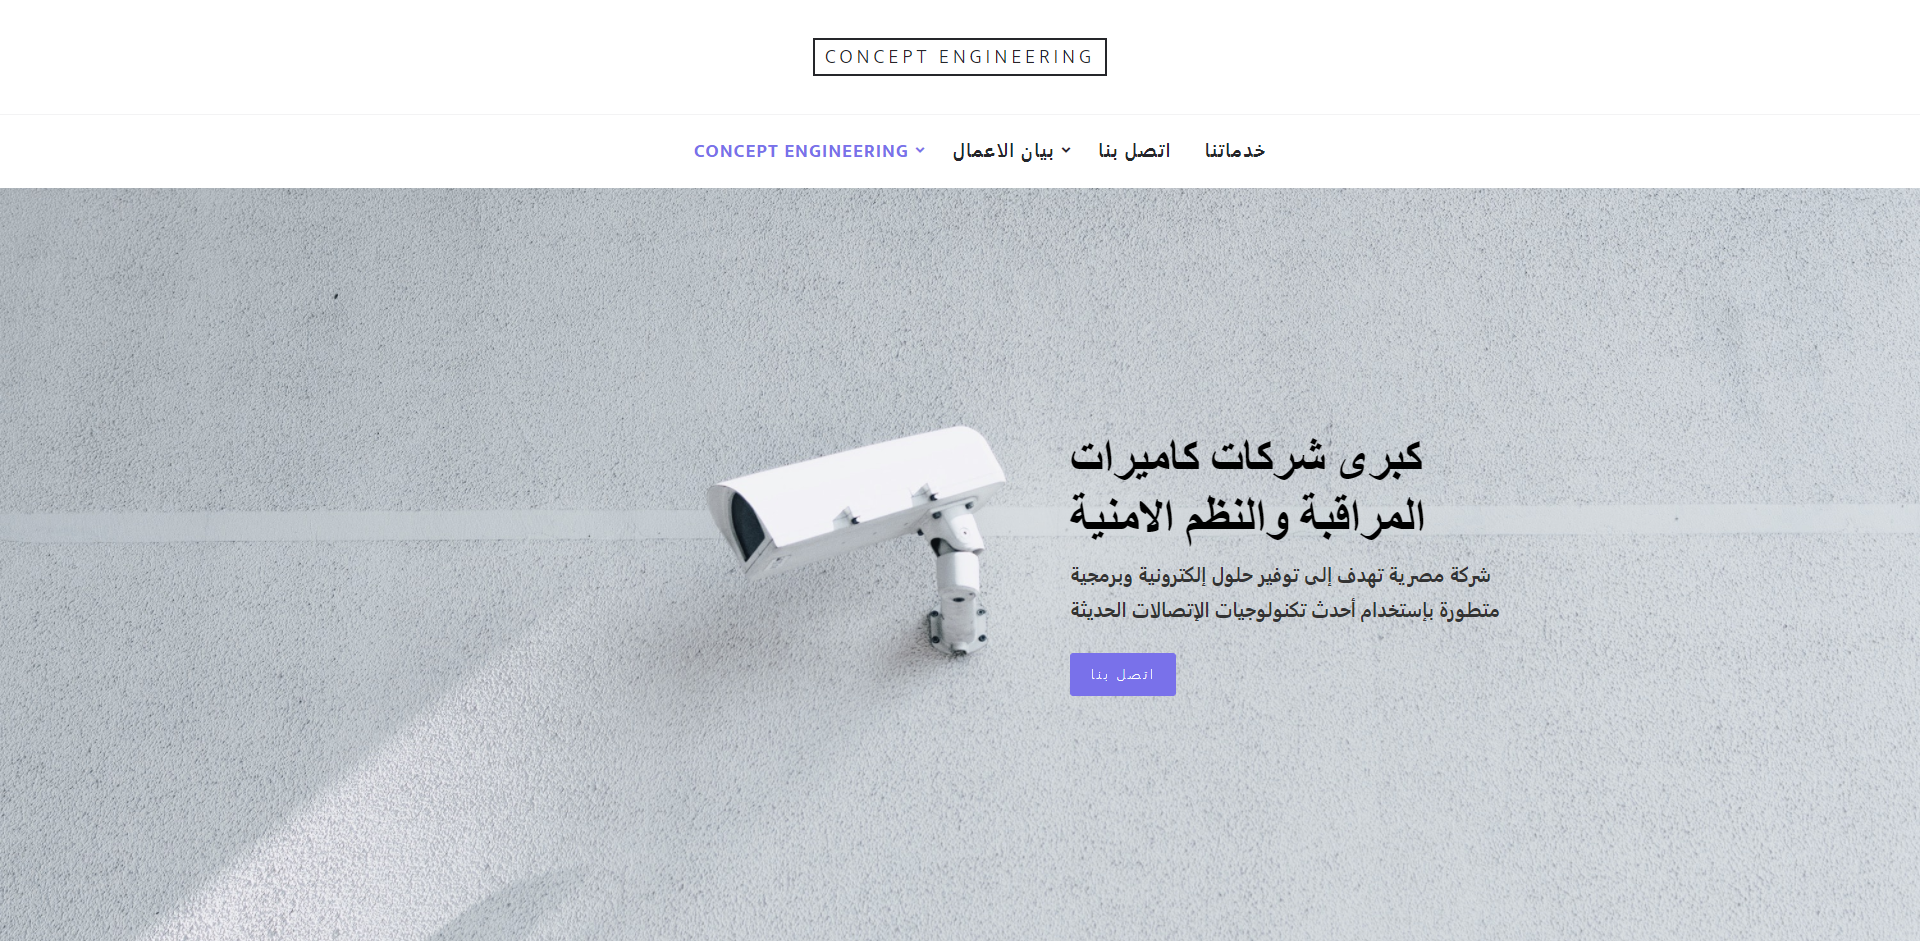 CONCEPT ENGINEERING
CONCEPT ENGINEERING بيان الاعمال اتصل بنا خدماتنا
كبرى شركات كاميرات
المراقبة والنظم الامنية
شركة مصرية تهدف إلى توفير حلول إلكترونية وبرمجية
متطورة بإستخدام أحدث تكنولوجيات الإتصالات الحديثة
اتصل بنا